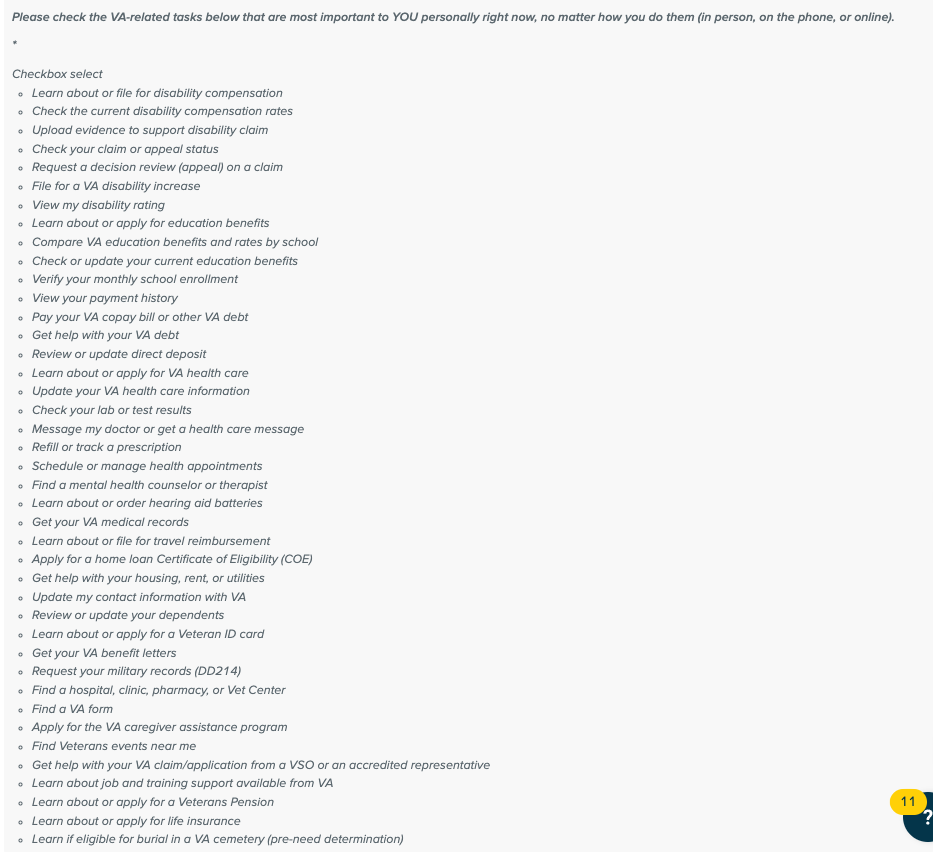 Please check the VA-related tasks below that are most important to YOU personally right now, no matter how you do them (in person, on the phone, or online).
*
Checkbox select
Learn about or file for disability compensation
Check the current disability compensation rates
Upload evidence to support disability claim
Check your claim or appeal status
Request a decision review (appeal) on a claim
File for a VA disability increase
View my disability rating
Learn about or apply for education benefits
Compare VA education benefits and rates by school
Check or update your current education benefits
Verify your monthly school enrollment
View your payment history
Pay your VA copay bill or other VA debt
Get help with your VA debt
Review or update direct deposit
Learn about or apply for VA health care
Update your VA health care information
Check your lab or test results
Message my doctor or get a health care message
Refill or track a prescription
Schedule or manage health appointments
Find a mental health counselor or therapist
Learn about or order hearing aid batteries
Get your VA medical records
Learn about or file for travel reimbursement
Apply for a home loan Certificate of Eligibility (COE)
Get help with your housing, rent, or utilities
Update my contact information with VA
Review or update your dependents
Learn about or apply for a Veteran ID card
Get your VA benefit letters
Request your military records (DD214)
Find a hospital, clinic, pharmacy, or Vet Center
Find a VA form
Apply for the VA caregiver assistance program
Find Veterans events near me
Get help with your VA claim/application from a VSO or an accredited representative
Learn about job and training support available from VA
Learn about or apply for a Veterans Pension
Learn about or apply for life insurance
Learn if eligible for burial in a VA cemetery (pre-need determination)
11
?